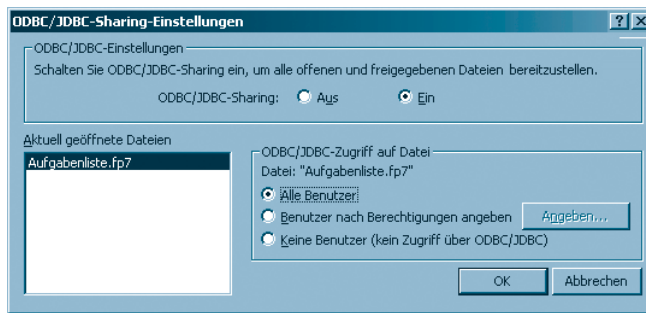 ODBC/JDBC-Sharing-Einstellungen
ODBC/JDBC-Einstellungen
Schalten Sie ODBC/JDBC-Sharing ein, um alle offenen und freigegebenen Dateien bereitzustellen.
ODBC/JDBC-Sharing: Aus Ein
Aktuell geöffnete Dateien
Aufgabenliste.fp7
ODBC/JDBC-Zugriff auf Datei
Datei: "Aufgabenliste.fp7"
Alle Benutzer
Benutzer nach Berechtigungen angeben Angeben...
Keine Benutzer (kein Zugriff über ODBC/JDBC)
OK Abbrechen